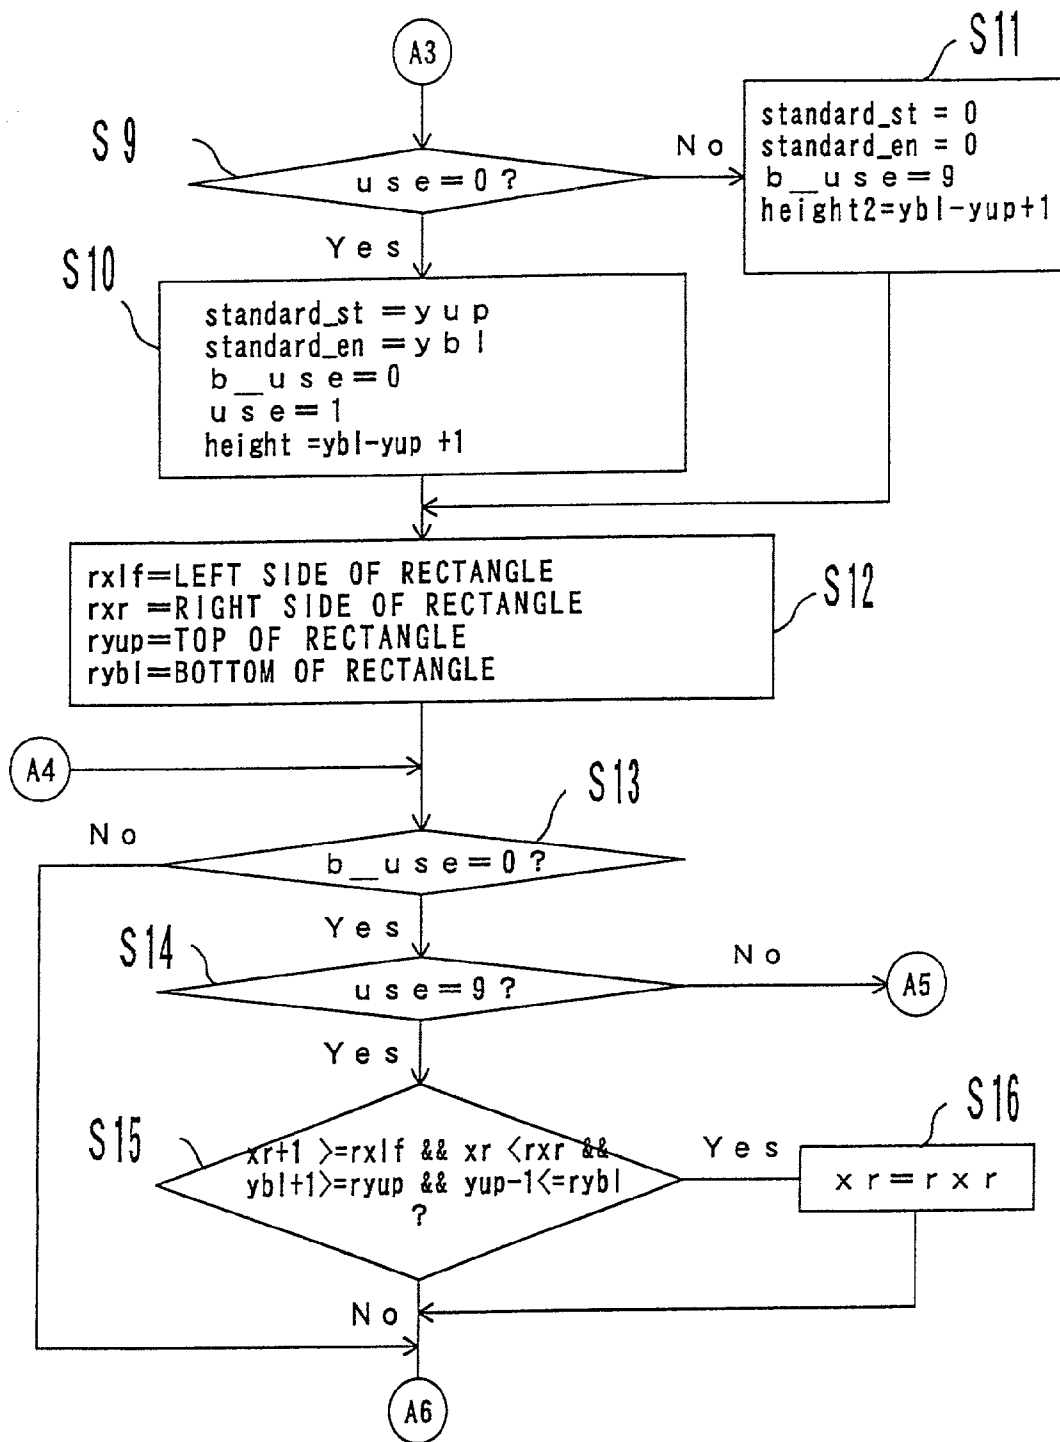 A3
S11
standard_st = 0
standard_en = 0
b_use=9
height2=ybl-yup+1
S9
use=0?
No
Yes
S10
standard_st=yup
standard_en=ybl
b_use=0
use=1
height =ybl-yup +1
rxlf=LEFT SIDE OF RECTANGLE
rxr =RIGHT SIDE OF RECTANGLE
ryup=TOP OF RECTANGLE
rybl=BOTTOM OF RECTANGLE
S12
A4
S13
No
b_use=0?
Yes
S14
use=9?
No
A5
Yes
S15
xr+1 >=rxlf && xr <rxr &&
ybl+1>=ryup && yup-1<=rybl
?
Yes
S16
xr=rxr
No
A6